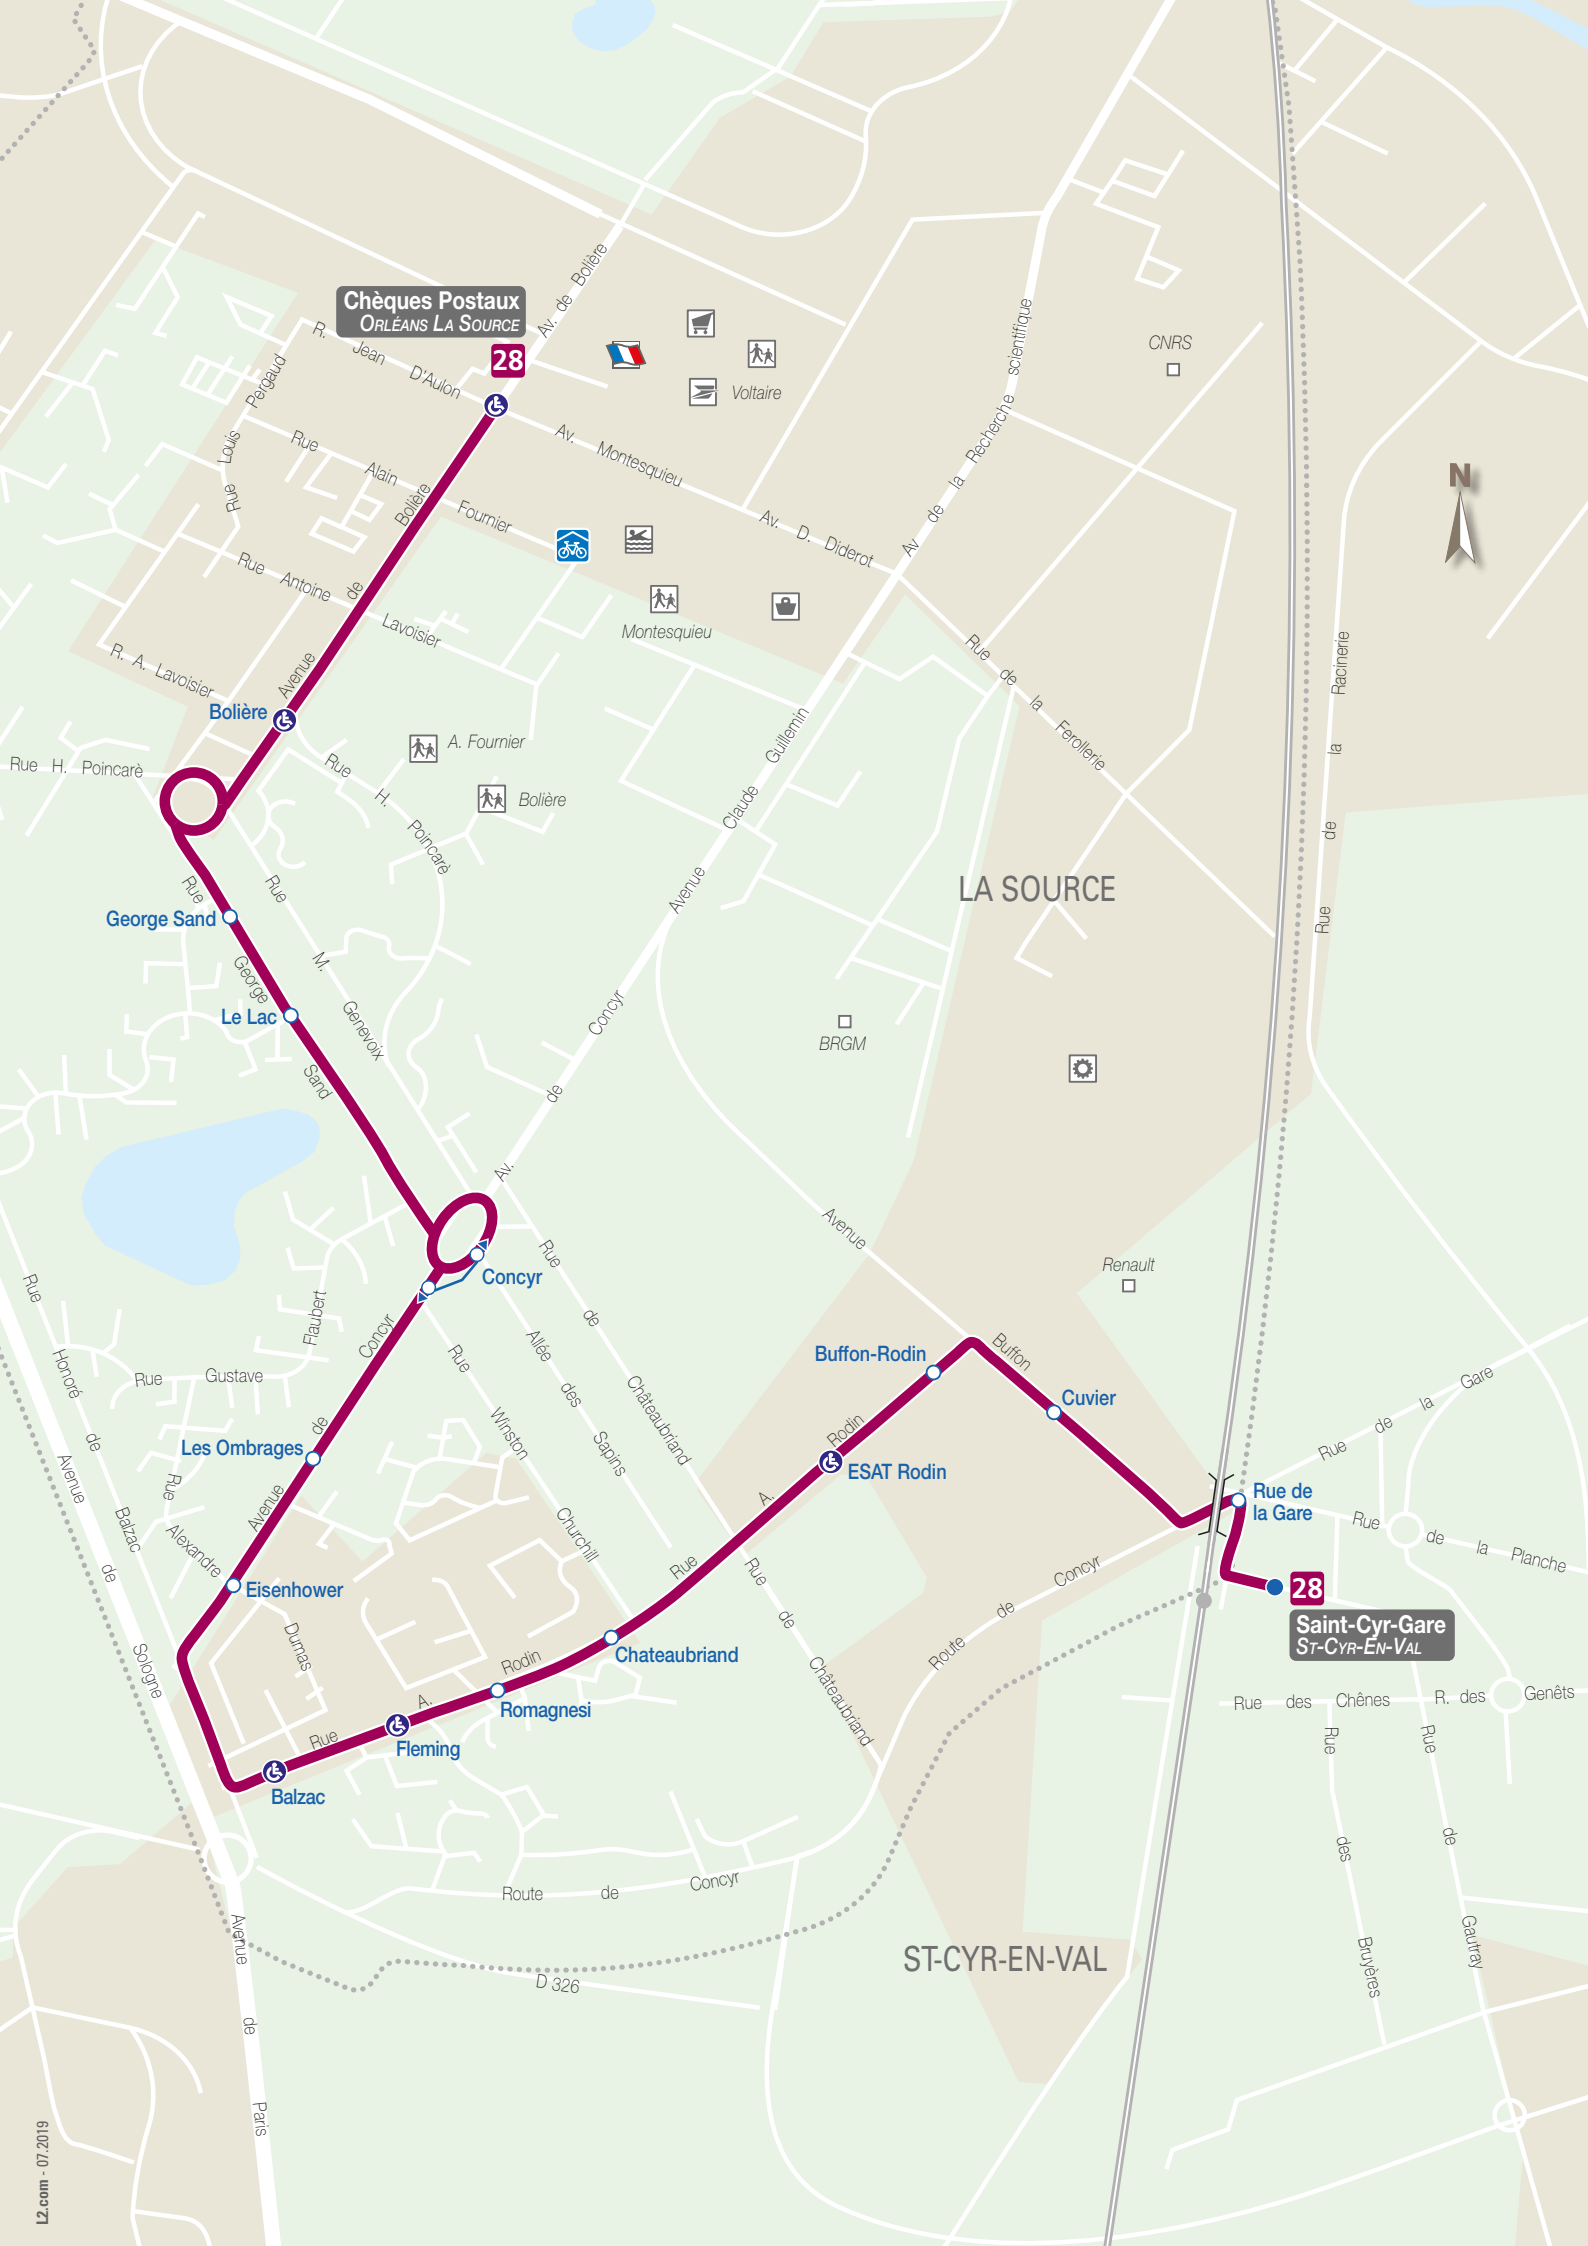 Av. de Bolière
Chèques Postaux
ORLÉANS LA SOURCE
28
R. Jean D'Aulon
Voltaire
CNRS
Av de la Recherche scientifique
Rue Louis Pergaud
Rue Alain Fournier
Av. Montesquieu
Av. D. Diderot
N
Avenue de Bolière
Rue Antoine Lavoisier
Montesquieu
R. A. Lavoisier
Rue de la Ferollerie
Rue de la Racinerie
Bolière
A. Fournier
Rue H. Poincarè
Rue H. Poincarè
Bolière
Avenue de Concyr
Claude Guillemin
LA SOURCE
George Sand
Rue George Sand
Rue M. Genevoix
Le Lac
BRGM
Av.
Avenue Buffon
Renault
Concyr
Rue de Châteaubriand
Rue Honoré de Balzac
Rue Gustave Flaubert
Avenue de Concyr
Allée des Sapins
Rue Winston Churchill
Buffon-Rodin
Cuvier
Rue de la Gare
Les Ombrages
ESAT Rodin
Rue de
la Gare
Rue de la Planche
Rue Alexandre Dumas
Avenue de Sologne
Eisenhower
Rue A. Rodin
Rue de Châteaubriand
Route de Concyr
28
Saint-Cyr-Gare
ST-CYR-EN-VAL
Chateaubriand
Rue A. Rodin
Romagnesi
Fleming
Balzac
Rue des Chênes
R. des Genêts
Rue des Bruyères
Rue de Gautray
Route de Concyr
Avenue de Paris
D 326
ST-CYR-EN-VAL
L2.com - 07.2019